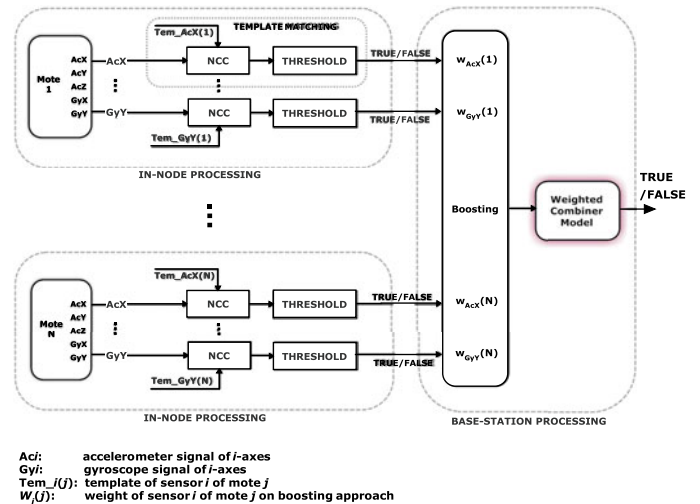 Tem_AcX(1)
TEMPLATE MATCHING
Mote 1
AcX
AcY
AcZ
GyX
GyY
AcX
NCC
THRESHOLD
TRUE/FALSE
GyY
NCC
THRESHOLD
TRUE/FALSE
Tem_GyY(1)
IN-NODE PROCESSING
Tem_AcX(N)
Mote N
AcX
AcY
AcZ
GyX
GyY
AcX
NCC
THRESHOLD
TRUE/FALSE
GyY
NCC
THRESHOLD
TRUE/FALSE
Tem_GyY(N)
IN-NODE PROCESSING
wAcX(1)
wGyY(1)
Boosting
wAcX(N)
wGyY(N)
Weighted
Combiner
Model
TRUE
/FALSE
BASE-STATION PROCESSING
Aci: accelerometer signal of i-axes
Gyi: gyroscope signal of i-axes
Tem_i(j): template of sensor i of mote j
Wi(j): weight of sensor i of mote j on boosting approach